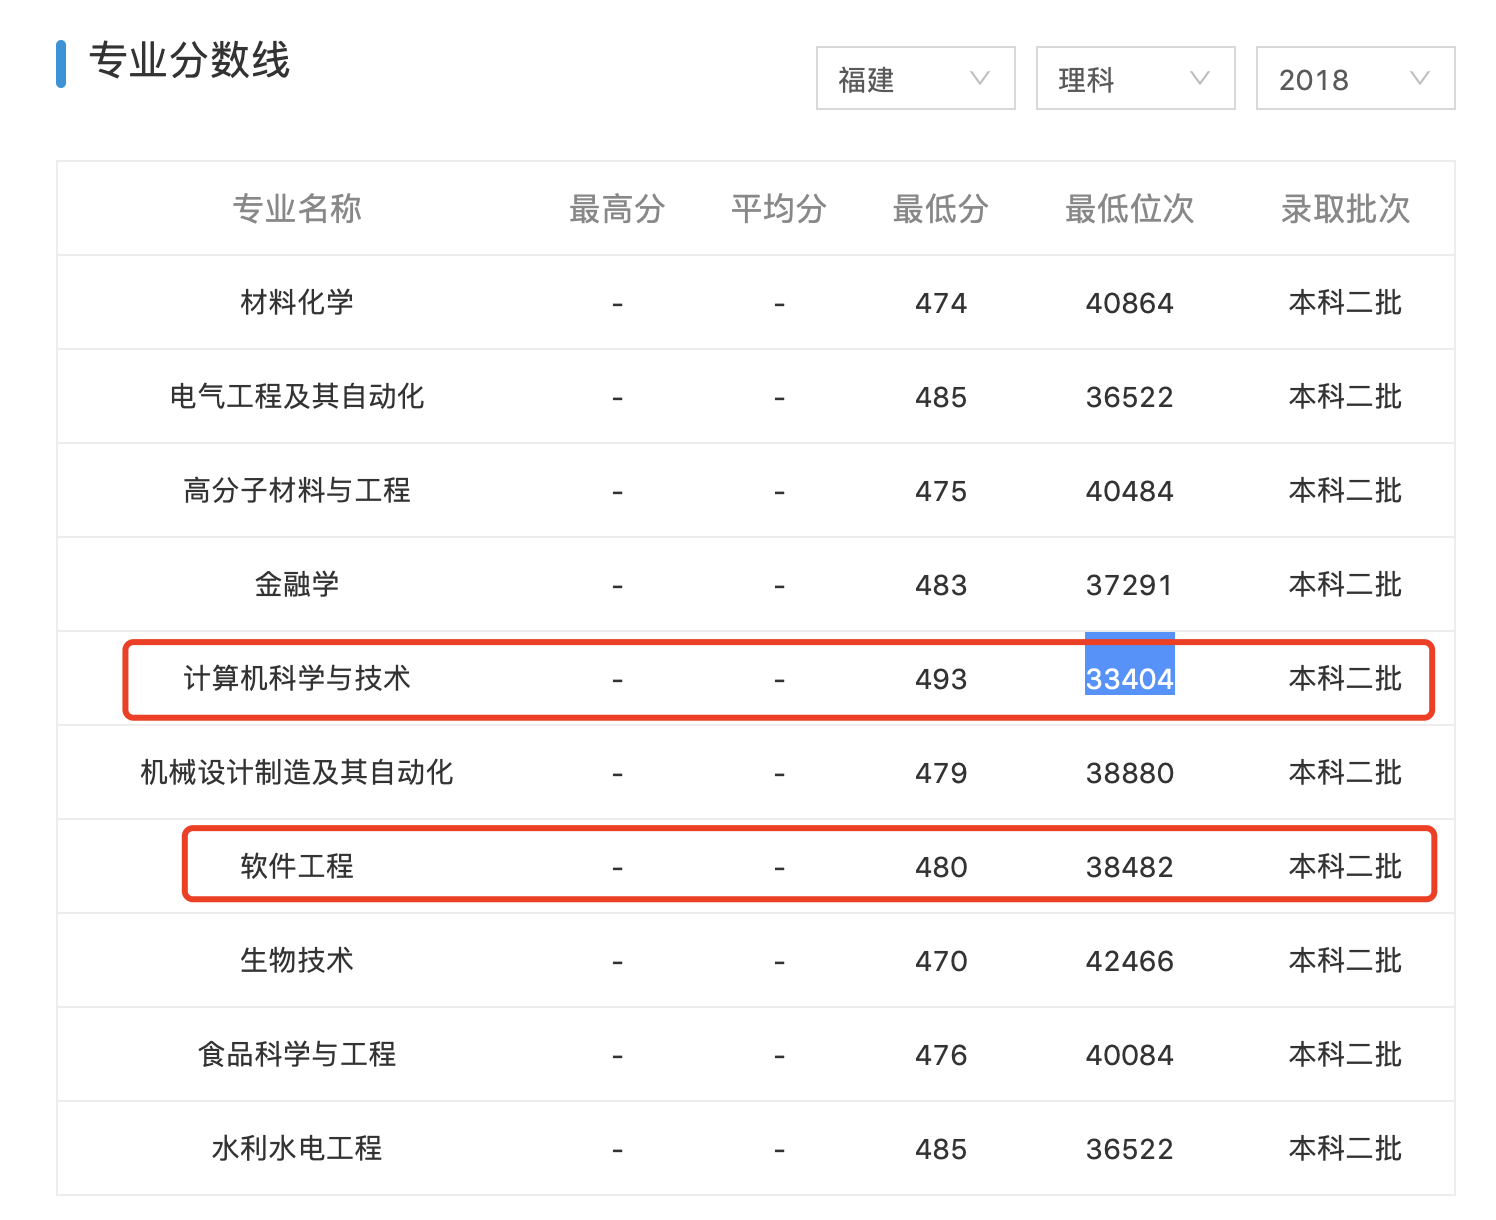 专业分数线
福建 理科 2018
专业名称 最高分 平均分 最低分 最低位次 录取批次
材料化学 - - 474 40864 本科二批
电气工程及其自动化 - - 485 36522 本科二批
高分子材料与工程 - - 475 40484 本科二批
金融学 - - 483 37291 本科二批
计算机科学与技术 - - 493 33404 本科二批
机械设计制造及其自动化 - - 479 38880 本科二批
软件工程 - - 480 38482 本科二批
生物技术 - - 470 42466 本科二批
食品科学与工程 - - 476 40084 本科二批
水利水电工程 - - 485 36522 本科二批